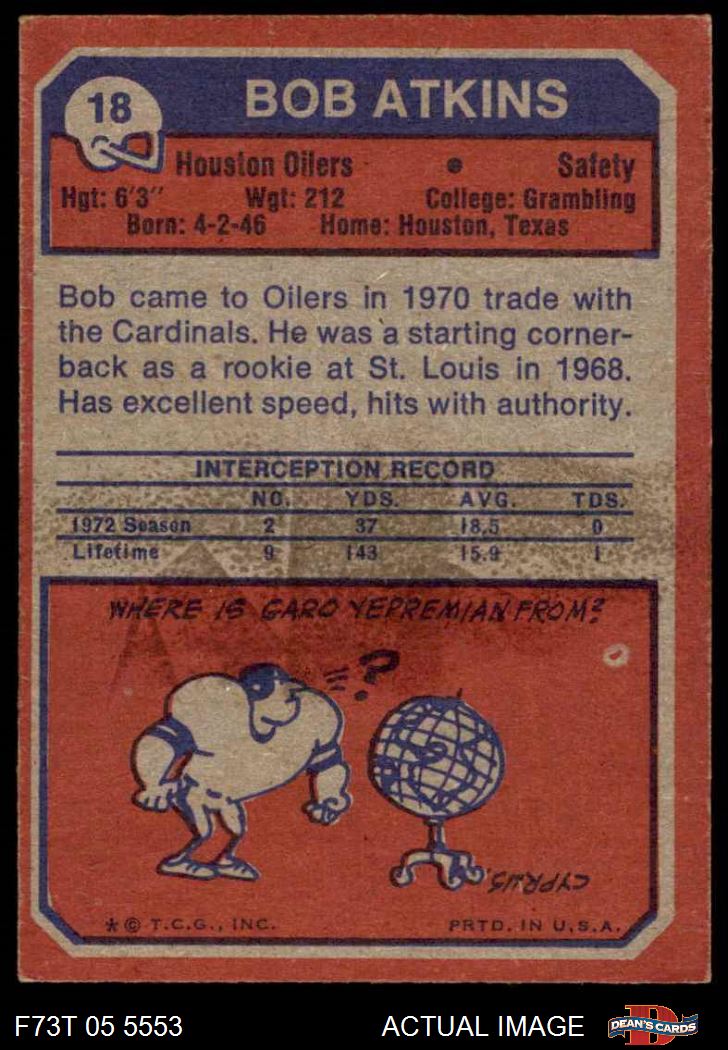 18
BOB ATKINS
Houston Oilers • Safety
Hgt: 6'3" Wgt: 212 College: Grambling
Born: 4-2-46 Home: Houston, Texas
Bob came to Oilers in 1970 trade with
the Cardinals. He was a starting corner-
back as a rookie at St. Louis in 1968.
Has excellent speed, hits with authority.
INTERCEPTION RECORD
NO. YDS. AVG. TDS.
1972 Season 2 37 18.5 0
Lifetime 9 143 15.9 1
WHERE IS GARO YEPREMIAN FROM?
?
CYPRUS.
* © T.C.G., INC. PRTD. IN U.S.A.
F73T 05 5553 ACTUAL IMAGE
D
DEAN'S CARDS